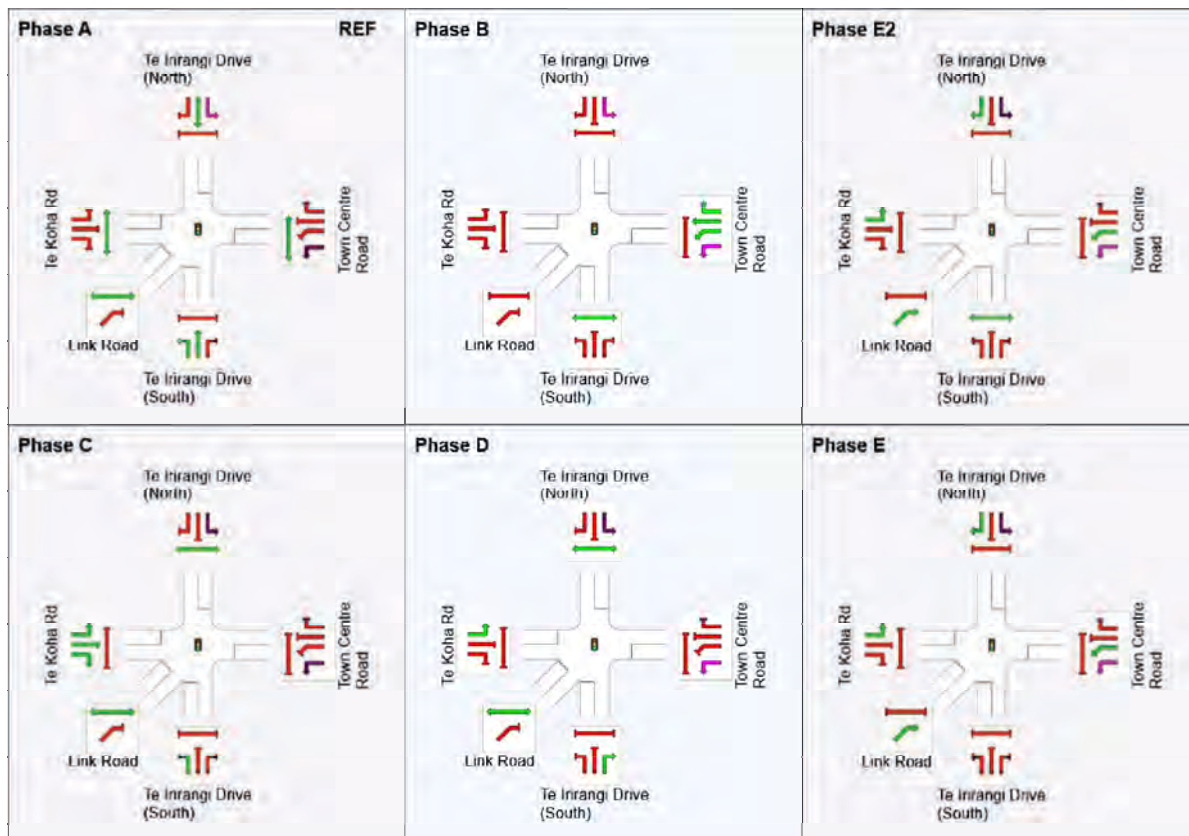 Phase A
REF
Te Irirangi Drive
(North)
Te Koha Rd
Town Centre
Road
Link Road
Te Irirangi Drive
(South)
Phase B
Te Irirangi Drive
(North)
Te Koha Rd
Town Centre
Road
Link Road
Te Irirangi Drive
(South)
Phase E2
Te Irirangi Drive
(North)
Te Koha Rd
Town Centre
Road
Link Road
Te Irirangi Drive
(South)
Phase C
Te Irirangi Drive
(North)
Te Koha Rd
Town Centre
Road
Link Road
Te Irirangi Drive
(South)
Phase D
Te Irirangi Drive
(North)
Te Koha Rd
Town Centre
Road
Link Road
Te Irirangi Drive
(South)
Phase E
Te Irirangi Drive
(North)
Te Koha Rd
Town Centre
Road
Link Road
Te Irirangi Drive
(South)